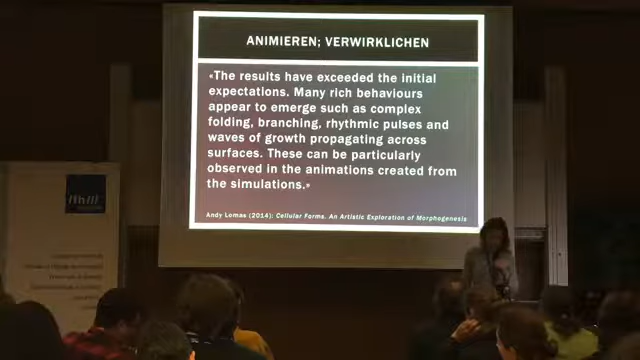 ANIMIEREN; VERWIRKLICHEN
«The results have exceeded the initial
expectations. Many rich behaviours
appear to emerge such as complex
folding, branching, rhythmic pulses and
waves of growth propagating across
surfaces. These can be particularly
observed in the animations created from
the simulations.»
Andy Lomas (2014): Cellular Forms. An Artistic Exploration of Morphogenesis